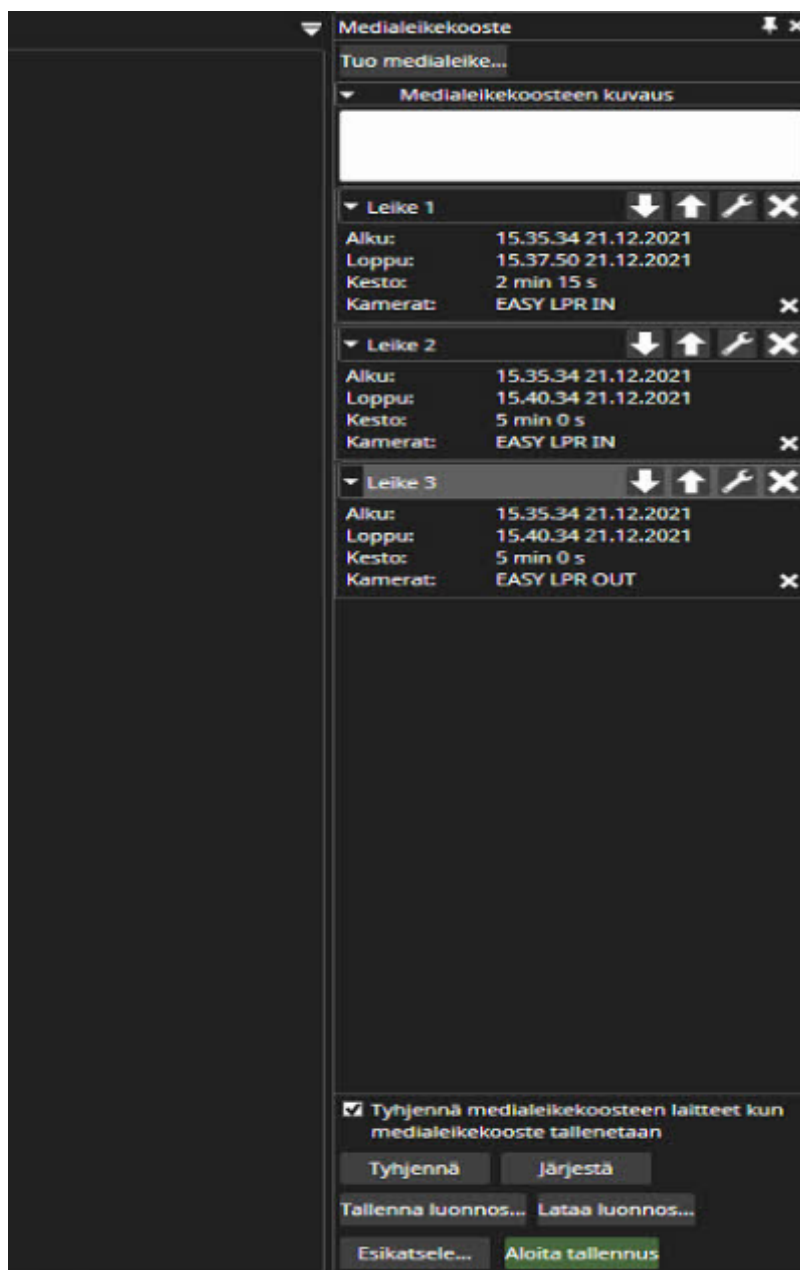 Medialeikekooste
Tuo medialeike...
Medialeikekoosteen kuvaus
Leike 1
Alku: 15.35.34 21.12.2021
Loppu: 15.37.50 21.12.2021
Kesto: 2 min 15 s
Kamerat: EASY LPR IN
Leike 2
Alku: 15.35.34 21.12.2021
Loppu: 15.40.34 21.12.2021
Kesto: 5 min 0 s
Kamerat: EASY LPR IN
Leike 3
Alku: 15.35.34 21.12.2021
Loppu: 15.40.34 21.12.2021
Kesto: 5 min 0 s
Kamerat: EASY LPR OUT
Tyhjennä medialeikekoosteen laitteet kun
medialeikekooste tallenetaan
Tyhjennä Järjestä
Tallenna luonnos... Lataa luonnos...
Esikatsele... Aloita tallennus